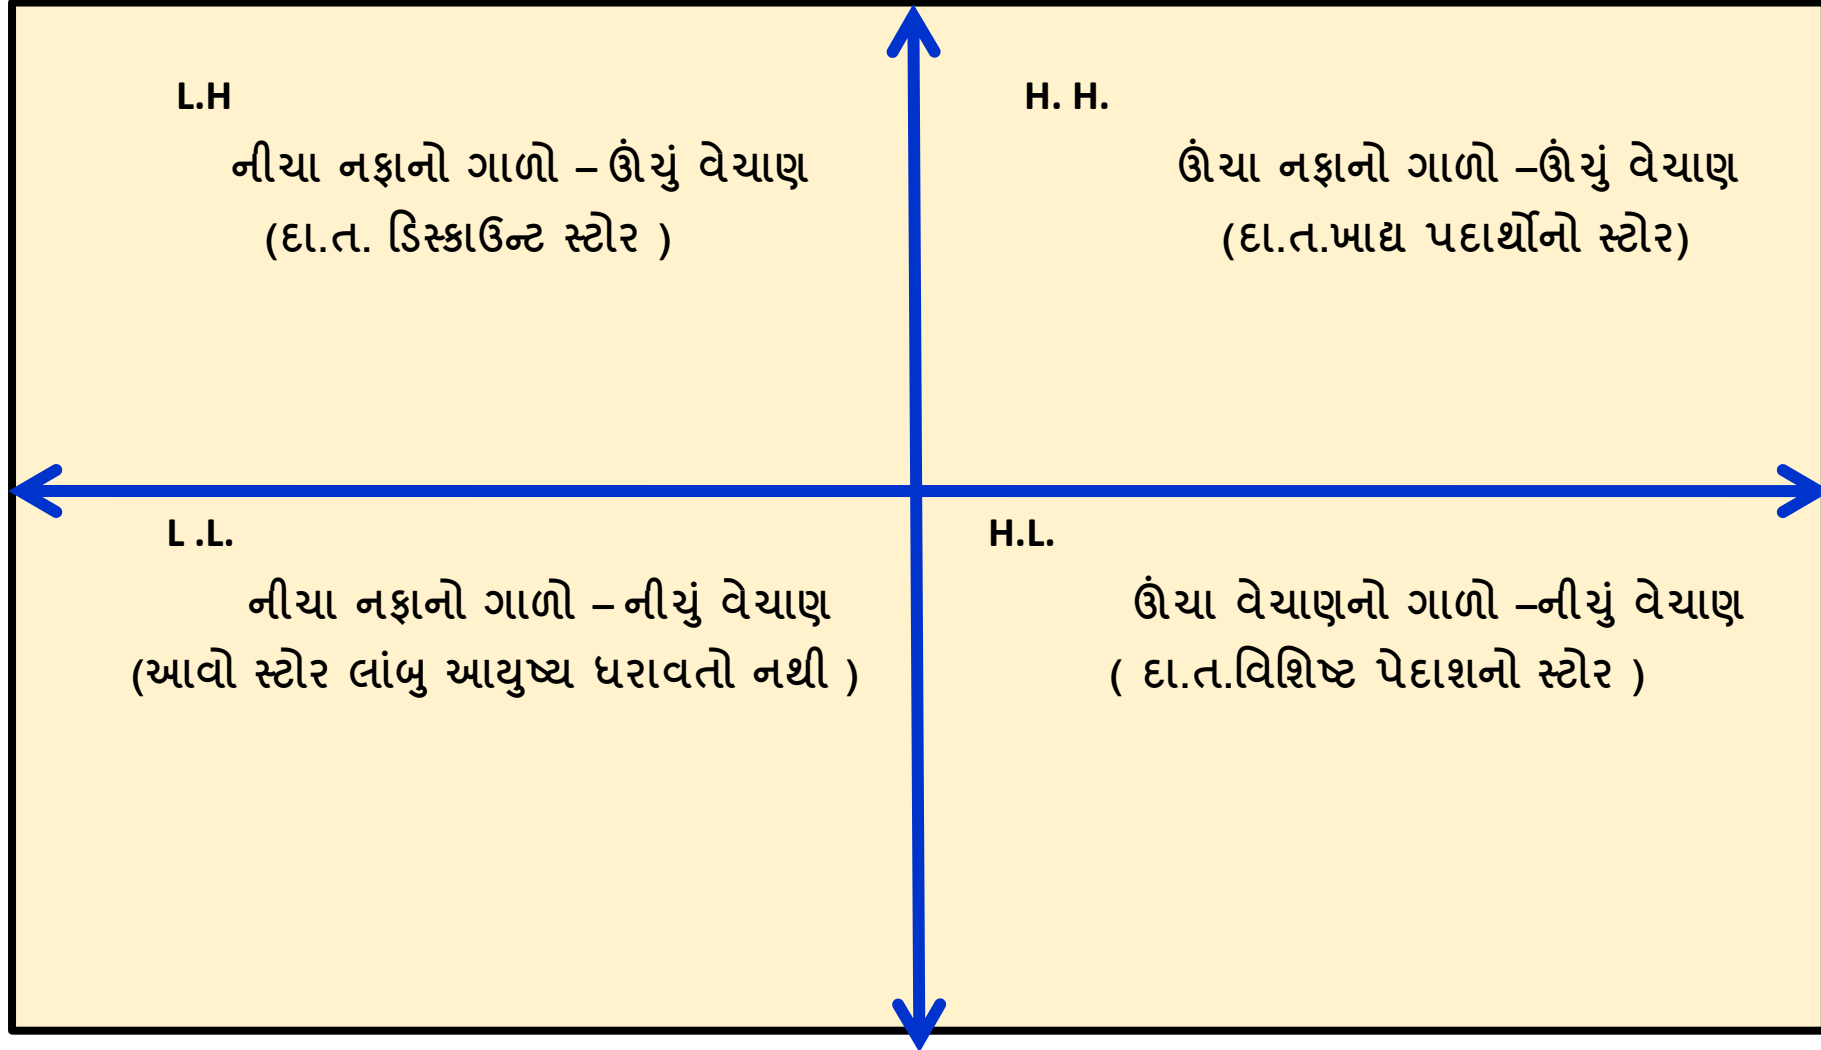 L.H
નીચા નફાનો ગાળો – ઊંચું વેચાણ
(દા.ત. ડિસ્કાઉન્ટ સ્ટોર )
H. H.
ઊંચા નફાનો ગાળો –ઊંચું વેચાણ
(દા.ત.ખાદ્ય પદાર્થોનો સ્ટોર)
L .L.
નીચા નફાનો ગાળો – નીચું વેચાણ
(આવો સ્ટોર લાંબુ આયુષ્ય ધરાવતો નથી )
H.L.
ઊંચા વેચાણનો ગાળો –નીચું વેચાણ
( દા.ત.વિશિષ્ટ પેદાશનો સ્ટોર )